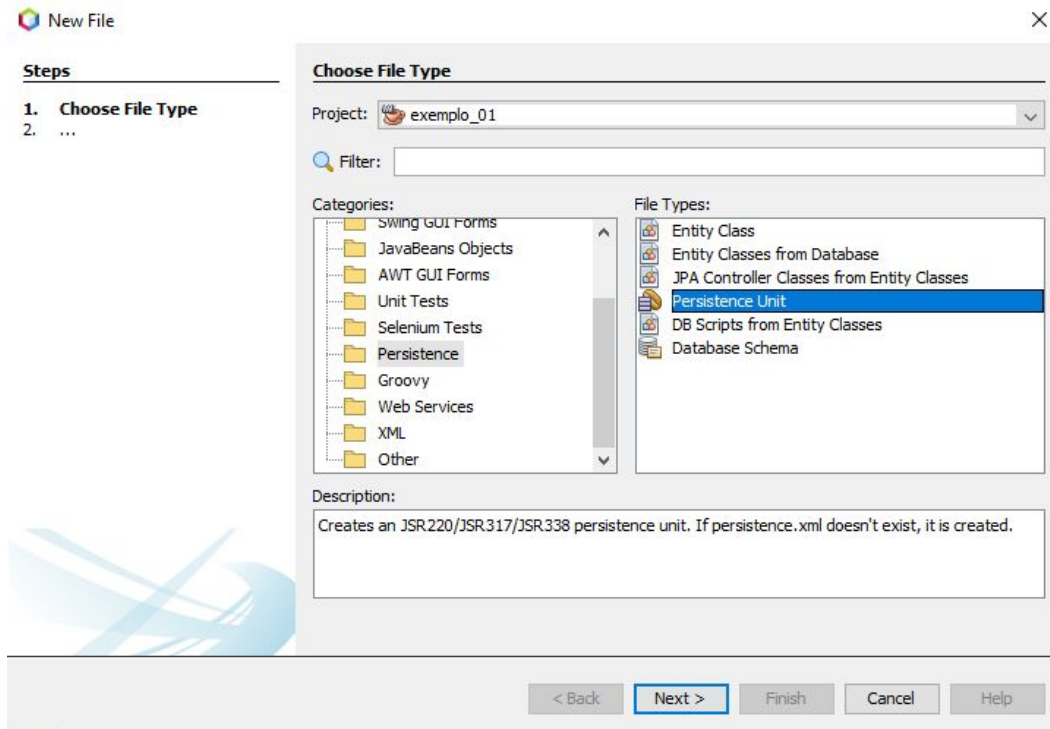 New File
Steps
1. Choose File Type
2. ...
Choose File Type
Project: exemplo_01
Filter:
Categories:
Swing GUI Forms
JavaBeans Objects
AWT GUI Forms
Unit Tests
Selenium Tests
Persistence
Groovy
Web Services
XML
Other
File Types:
Entity Class
Entity Classes from Database
JPA Controller Classes from Entity Classes
Persistence Unit
DB Scripts from Entity Classes
Database Schema
Description:
Creates an JSR220/JSR317/JSR338 persistence unit. If persistence.xml doesn't exist, it is created.
< Back Next > Finish Cancel Help